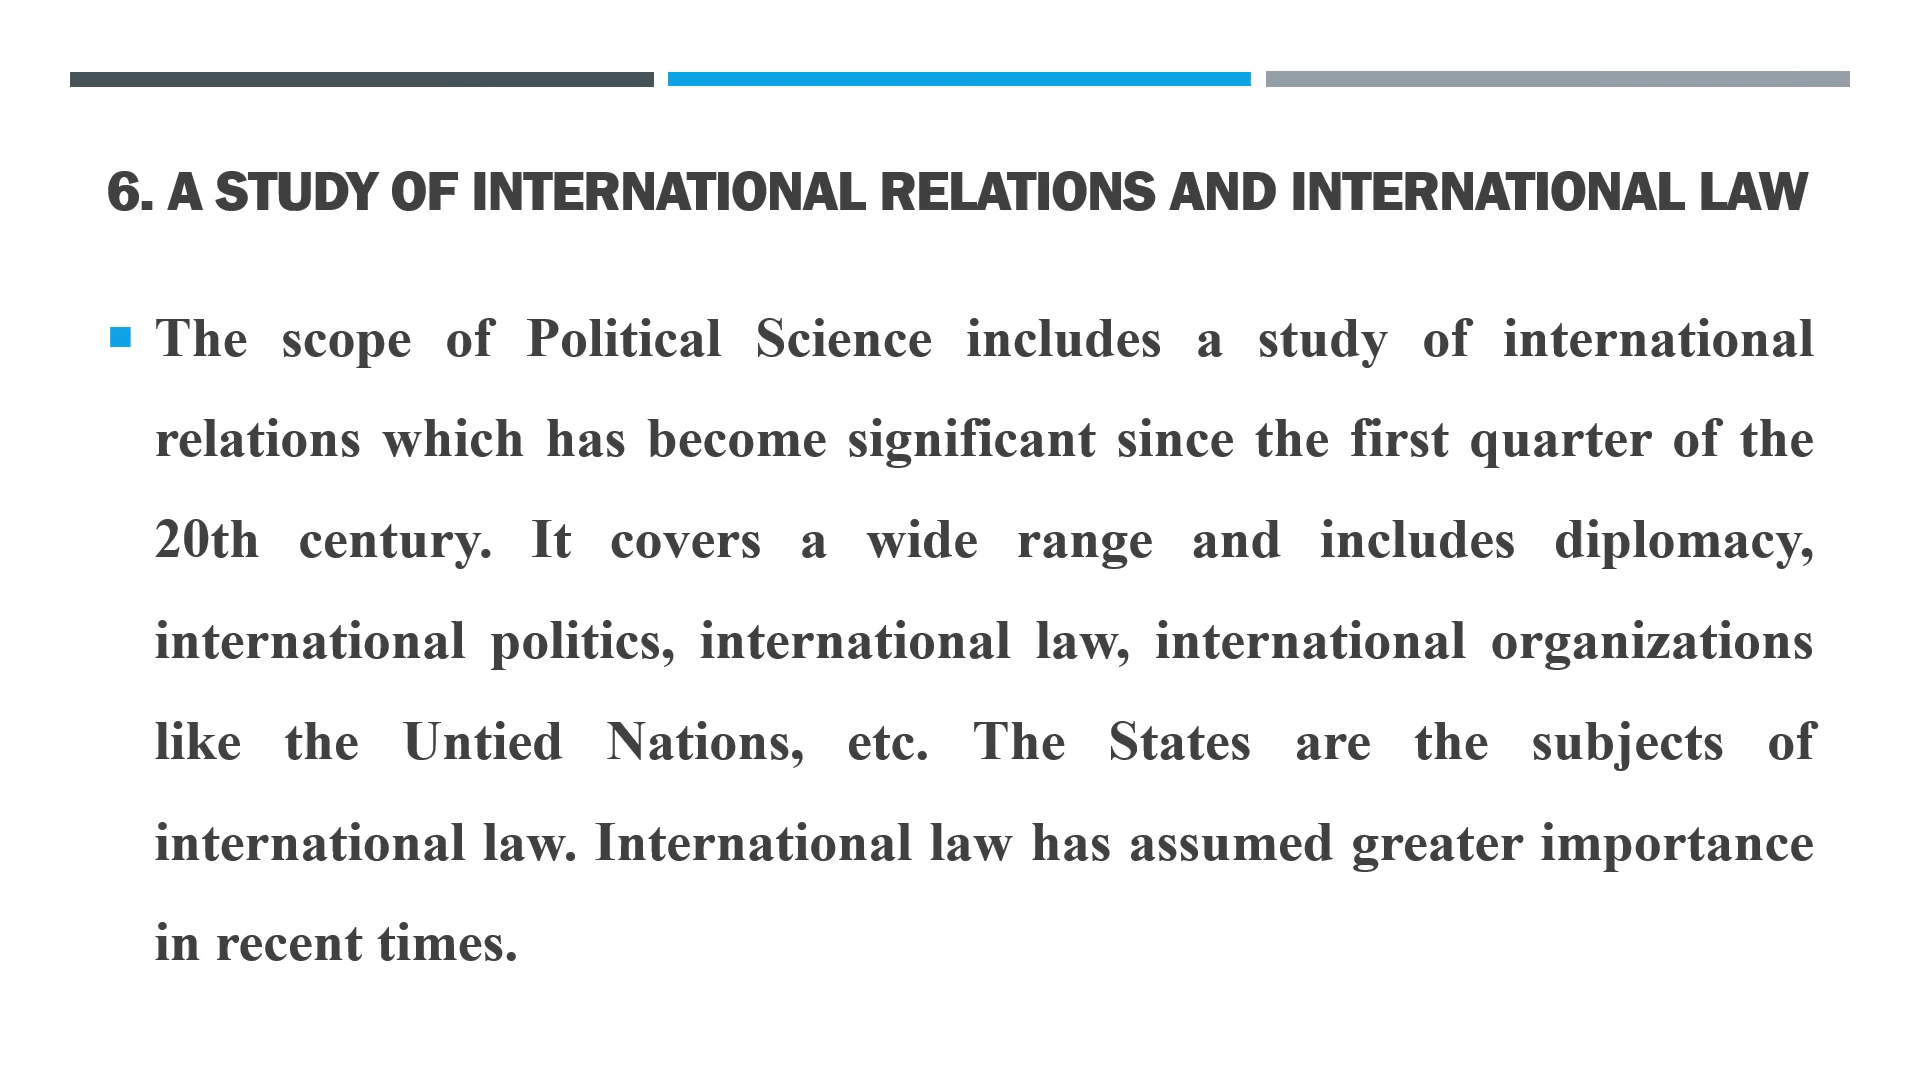 6. A STUDY OF INTERNATIONAL RELATIONS AND INTERNATIONAL LAW
The scope of Political Science includes a study of international
relations which has become significant since the first quarter of the
20th century. It covers a wide range and includes diplomacy,
international politics, international law, international organizations
like the Untied Nations, etc. The States are the subjects of
international law. International law has assumed greater importance
in recent times.